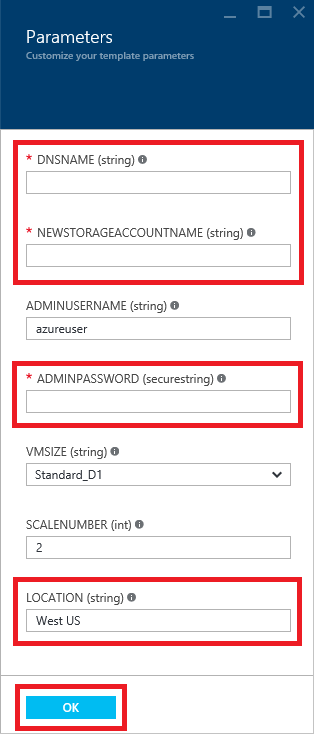 Parameters
Customize your template parameters
* DNSNAME (string)
* NEWSTORAGEACCOUNTNAME (string)
ADMINUSERNAME (string)
azureuser
* ADMINPASSWORD (securestring)
VMSIZE (string)
Standard_D1
SCALENUMBER (int)
2
LOCATION (string)
West US
OK